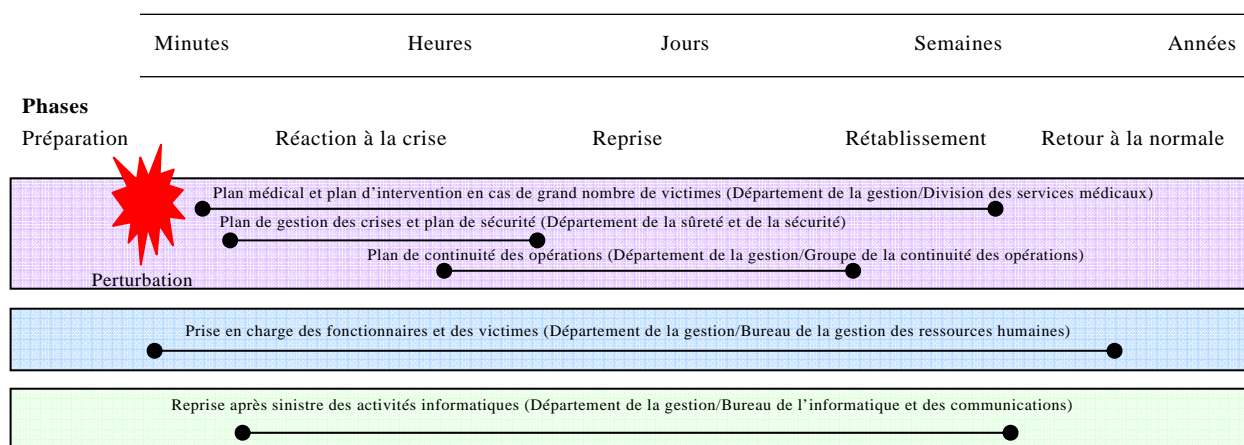 Minutes Heures Jours Semaines Années
Phases
Préparation Réaction à la crise Reprise Rétablissement Retour à la normale
Plan médical et plan d'intervention en cas de grand nombre de victimes (Département de la gestion/Division des services médicaux)
Plan de gestion des crises et plan de sécurité (Département de la sûreté et de la sécurité)
Plan de continuité des opérations (Département de la gestion/Groupe de la continuité des opérations)
Perturbation
Prise en charge des fonctionnaires et des victimes (Département de la gestion/Bureau de la gestion des ressources humaines)
Reprise après sinistre des activités informatiques (Département de la gestion/Bureau de l'informatique et des communications)